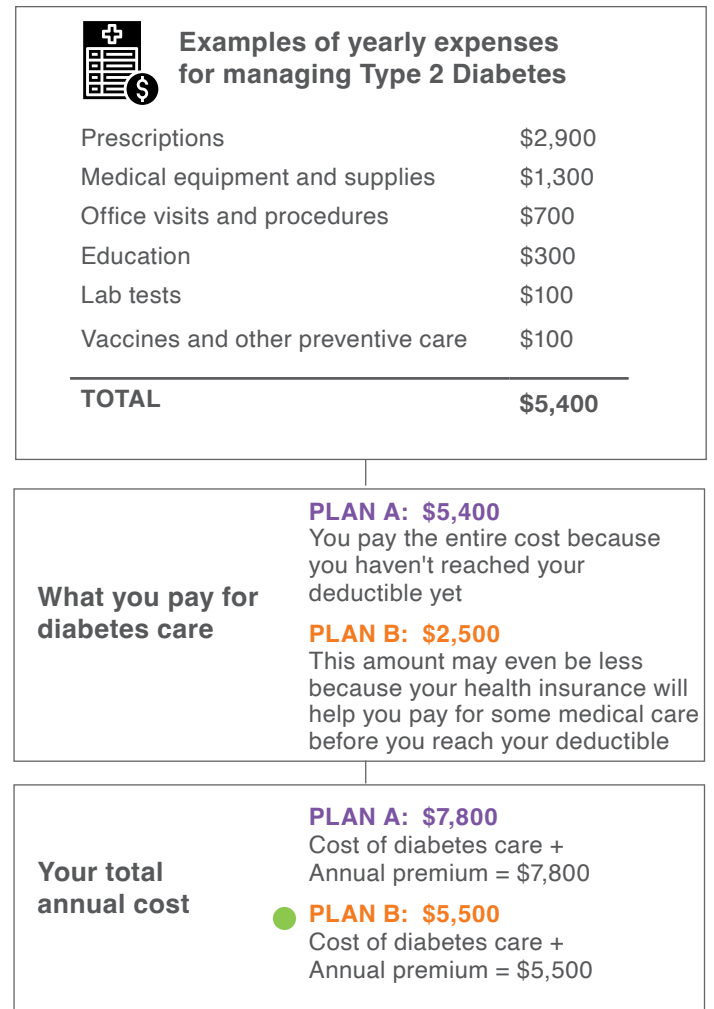 Examples of yearly expenses
for managing Type 2 Diabetes
Prescriptions $2,900
Medical equipment and supplies $1,300
Office visits and procedures $700
Education $300
Lab tests $100
Vaccines and other preventive care $100
TOTAL $5,400
What you pay for
diabetes care
PLAN A: $5,400
You pay the entire cost because
you haven't reached your
deductible yet
PLAN B: $2,500
This amount may even be less
because your health insurance will
help you pay for some medical care
before you reach your deductible
Your total
annual cost
PLAN A: $7,800
Cost of diabetes care +
Annual premium = $7,800
PLAN B: $5,500
Cost of diabetes care +
Annual premium = $5,500